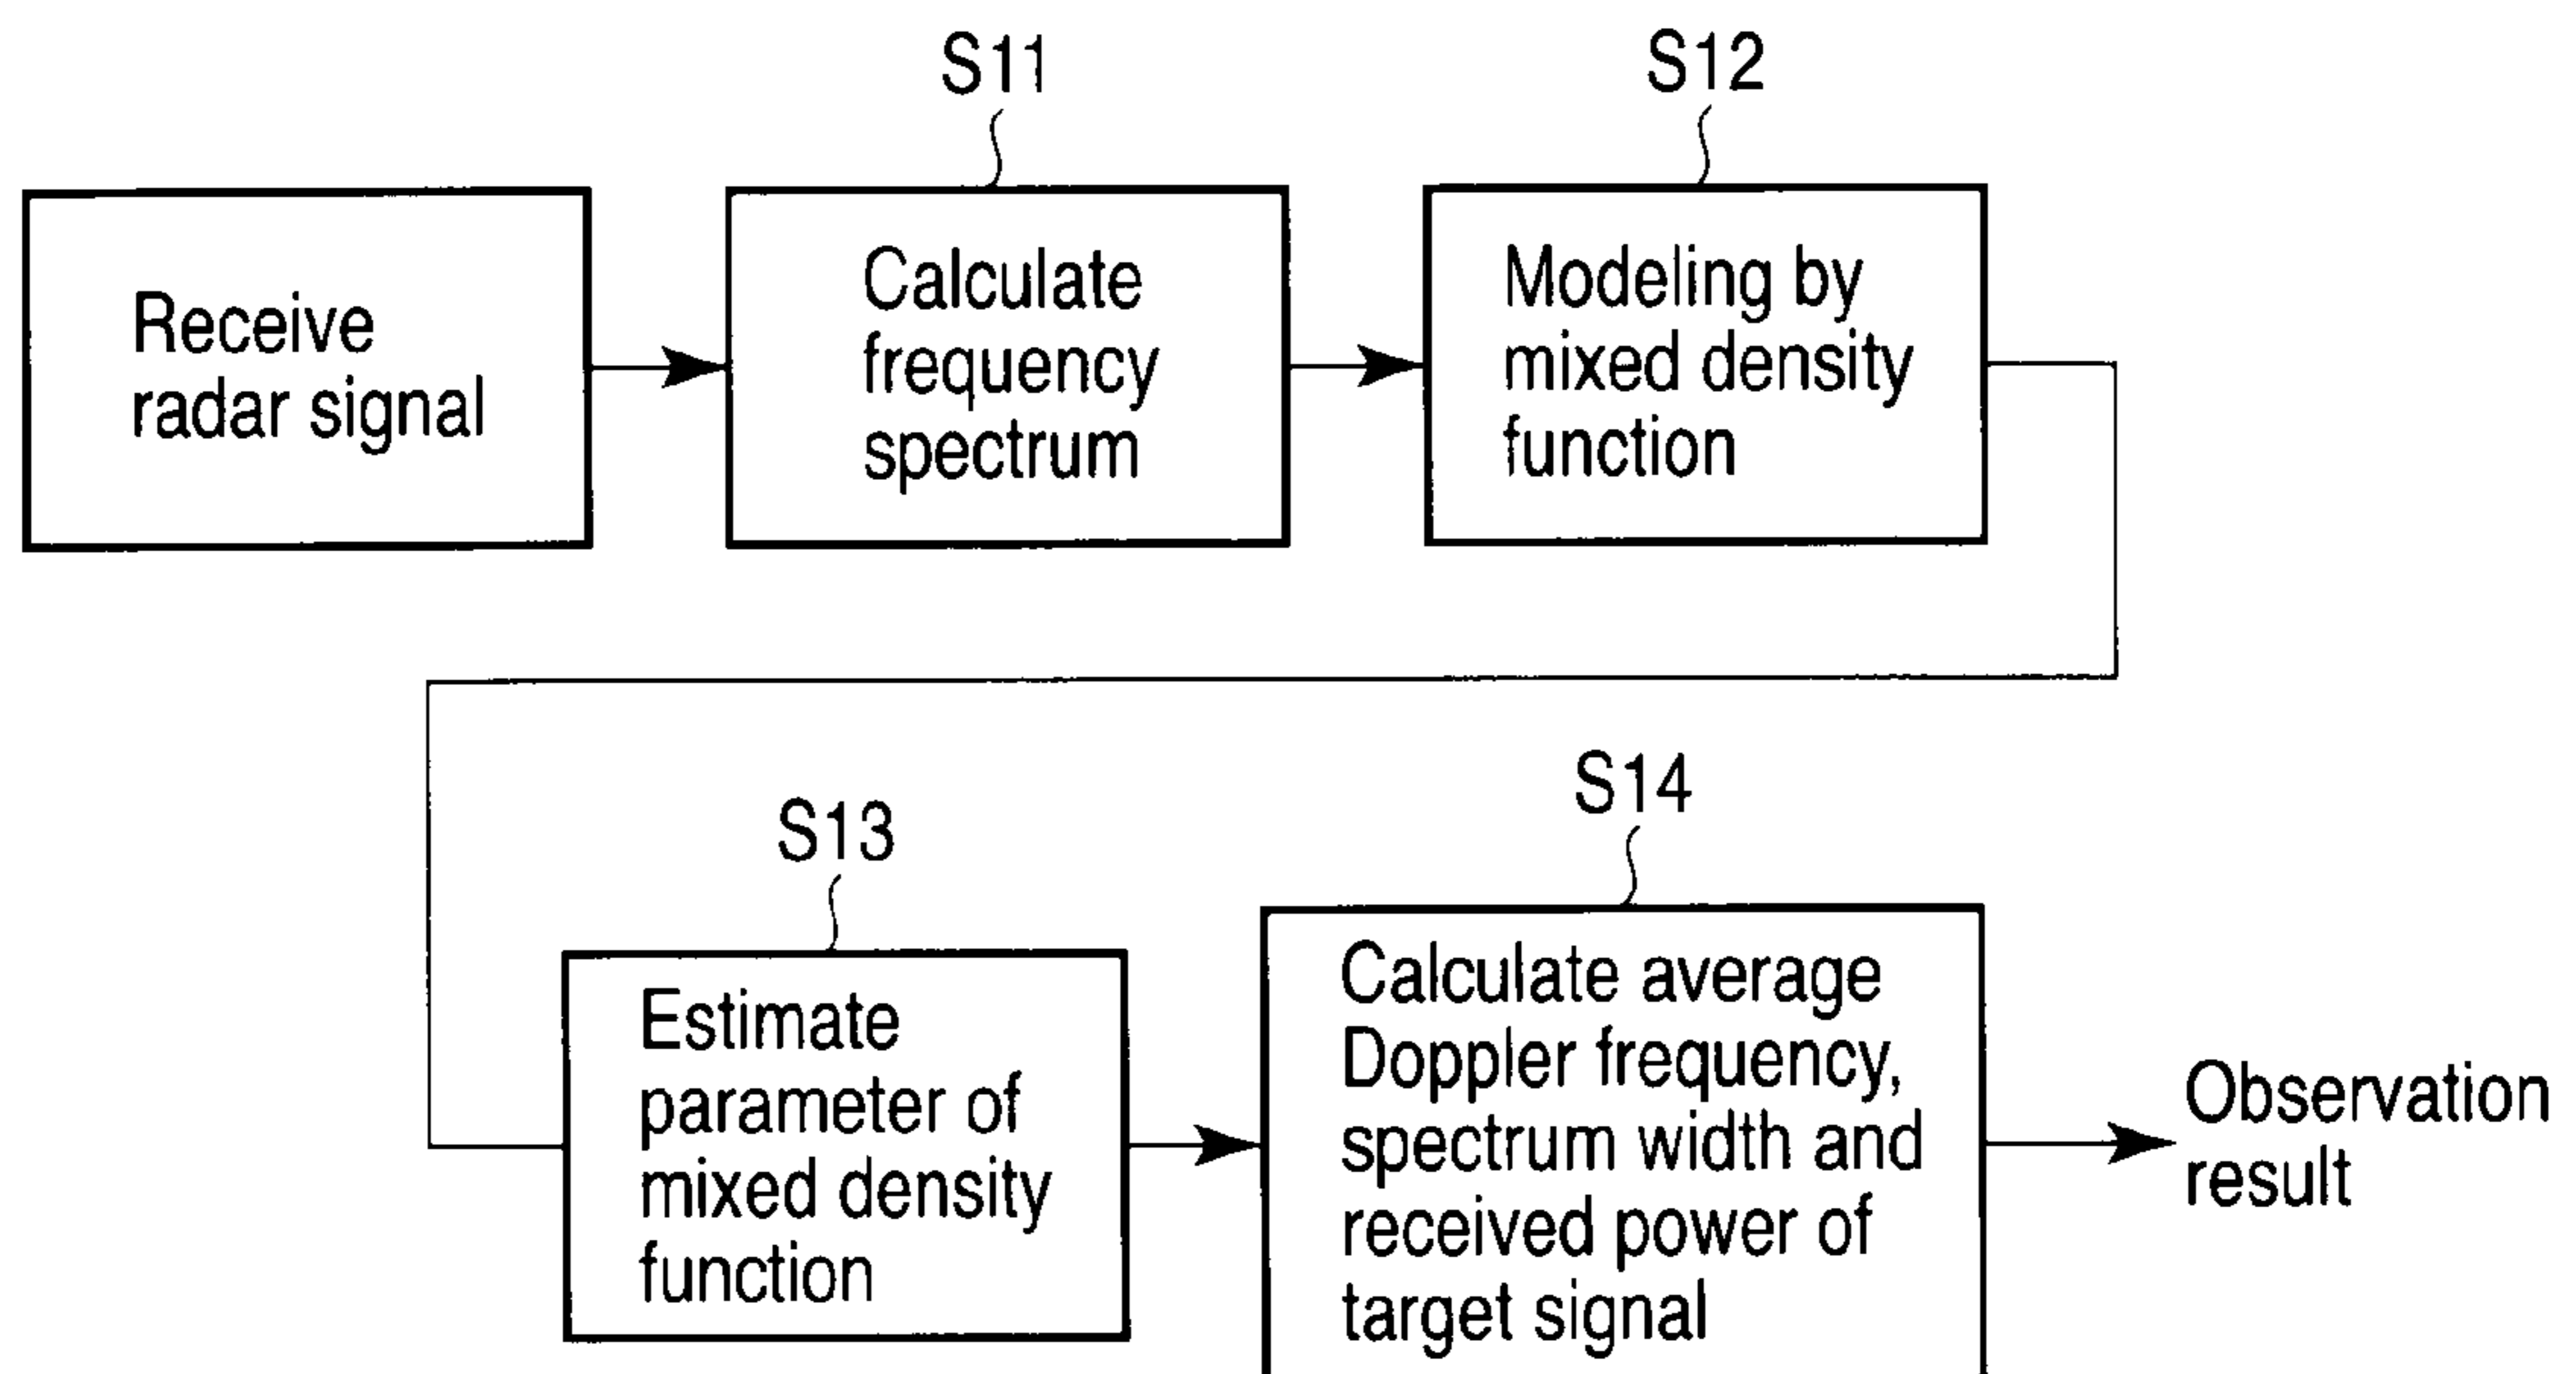 S11
S12
Receive
radar signal
Calculate
frequency
spectrum
Modeling by
mixed density
function
S13
S14
Estimate
parameter of
mixed density
function
Calculate average
Doppler frequency,
spectrum width and
received power of
target signal
Observation
result